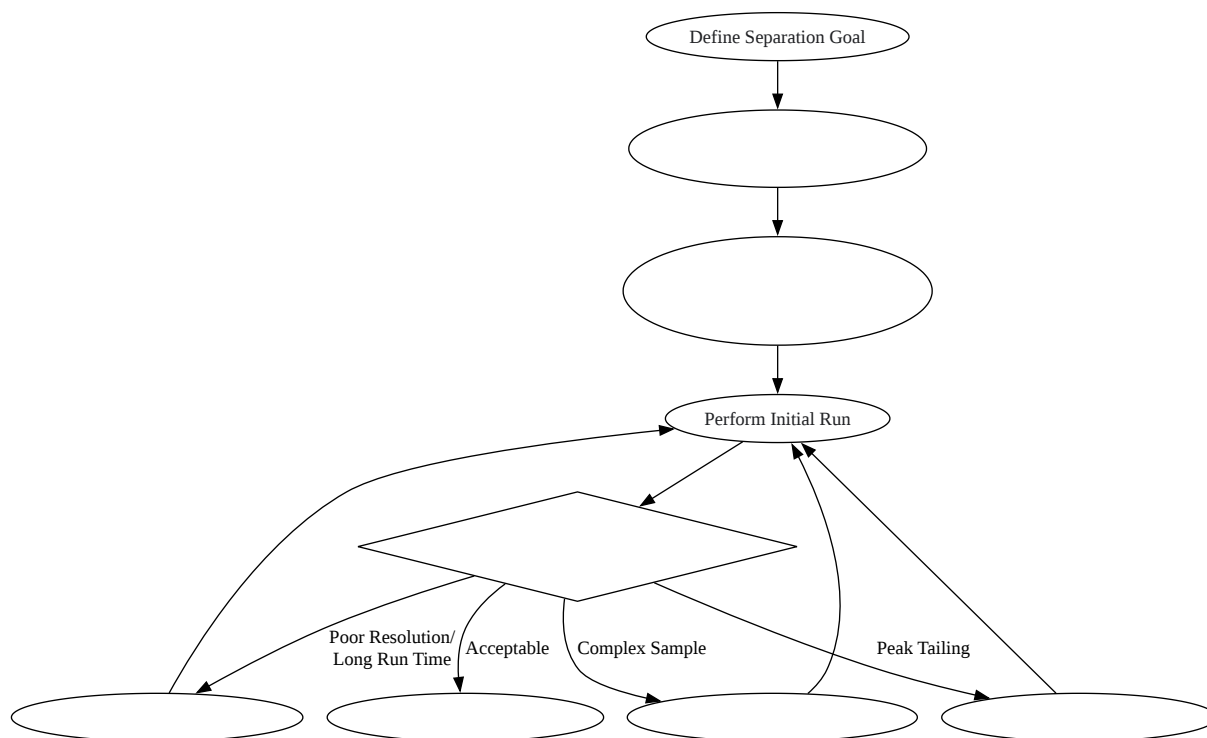 Define Separation Goal
Perform Initial Run
Poor Resolution/
Long Run Time
Acceptable
Complex Sample
Peak Tailing